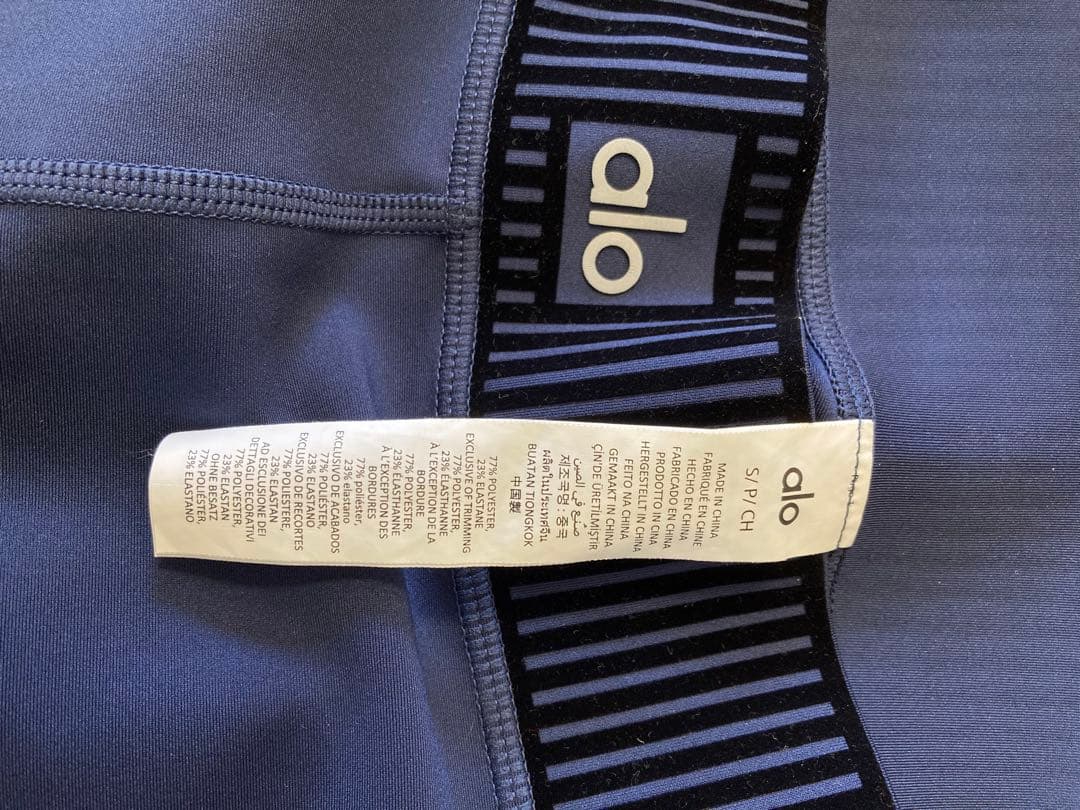 alo
alo
S/P/CH
MADE IN CHINA
FABRIQUÉ EN CHINE
HECHO EN CHINA
FABRICADO EN CHINA
PRODOTTO IN CINA
HERGESTELLT IN CHINA
FEITO NA CHINA
GEMAAKT IN CHINA
ÇİN'DE ÜRETİLMİŞTİR
صنع في الصين
제조국명 : 중국
ผลิตในประเทศจีน
BUATAN TIONGKOK
中国製
77% POLYESTER,
23% ELASTANE
EXCLUSIVE OF TRIMMING
77% POLYESTER,
23% ÉLASTHANNE
À L'EXCEPTION DE LA
BORDURE
77% POLYESTER,
23% ÉLASTHANNE
À L'EXCEPTION DES
BORDURES
77% poliéster,
23% elastano
EXCLUSIVO DE ACABADOS
77% POLIÉSTER,
23% ELASTANO
EXCLUSIVO DE RECORTES
77% POLIESTERE,
23% ELASTAN
AD ESCLUSIONE DEI
DETTAGLI DECORATIVI
77% POLYESTER,
23% ELASTAN
OHNE BESATZ
77% POLIÉSTER,
23% ELASTANO